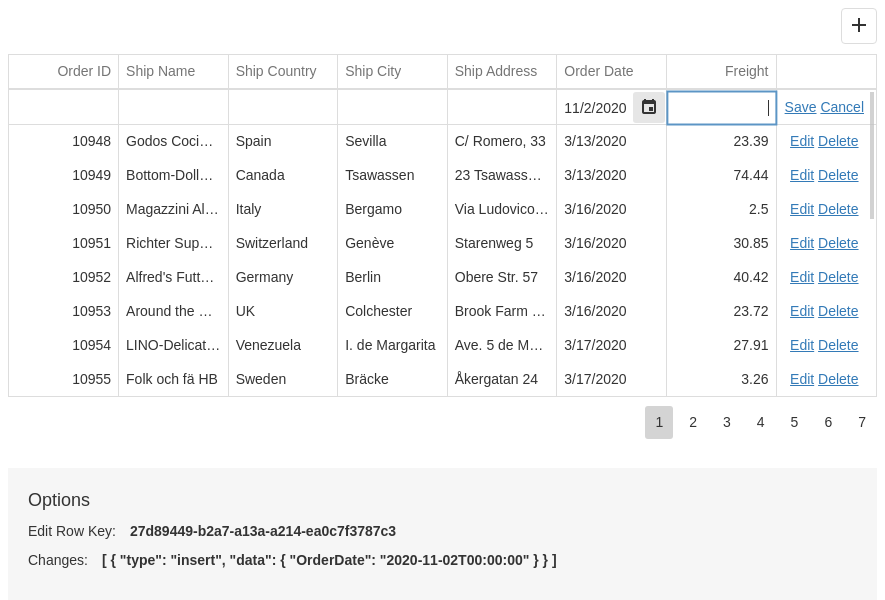 +
Order ID Ship Name Ship Country Ship City Ship Address Order Date Freight
11/2/2020 Save Cancel
10948 Godos Coci… Spain Sevilla C/ Romero, 33 3/13/2020 23.39 Edit Delete
10949 Bottom-Doll… Canada Tsawassen 23 Tsawass… 3/13/2020 74.44 Edit Delete
10950 Magazzini Al… Italy Bergamo Via Ludovico… 3/16/2020 2.5 Edit Delete
10951 Richter Sup… Switzerland Genève Starenweg 5 3/16/2020 30.85 Edit Delete
10952 Alfred's Futt… Germany Berlin Obere Str. 57 3/16/2020 40.42 Edit Delete
10953 Around the … UK Colchester Brook Farm … 3/16/2020 23.72 Edit Delete
10954 LINO-Delicat… Venezuela I. de Margarita Ave. 5 de M… 3/17/2020 27.91 Edit Delete
10955 Folk och fä HB Sweden Bräcke Åkergatan 24 3/17/2020 3.26 Edit Delete
1 2 3 4 5 6 7
Options
Edit Row Key: 27d89449-b2a7-a13a-a214-ea0c7f3787c3
Changes: [ { "type": "insert", "data": { "OrderDate": "2020-11-02T00:00:00" } } ]